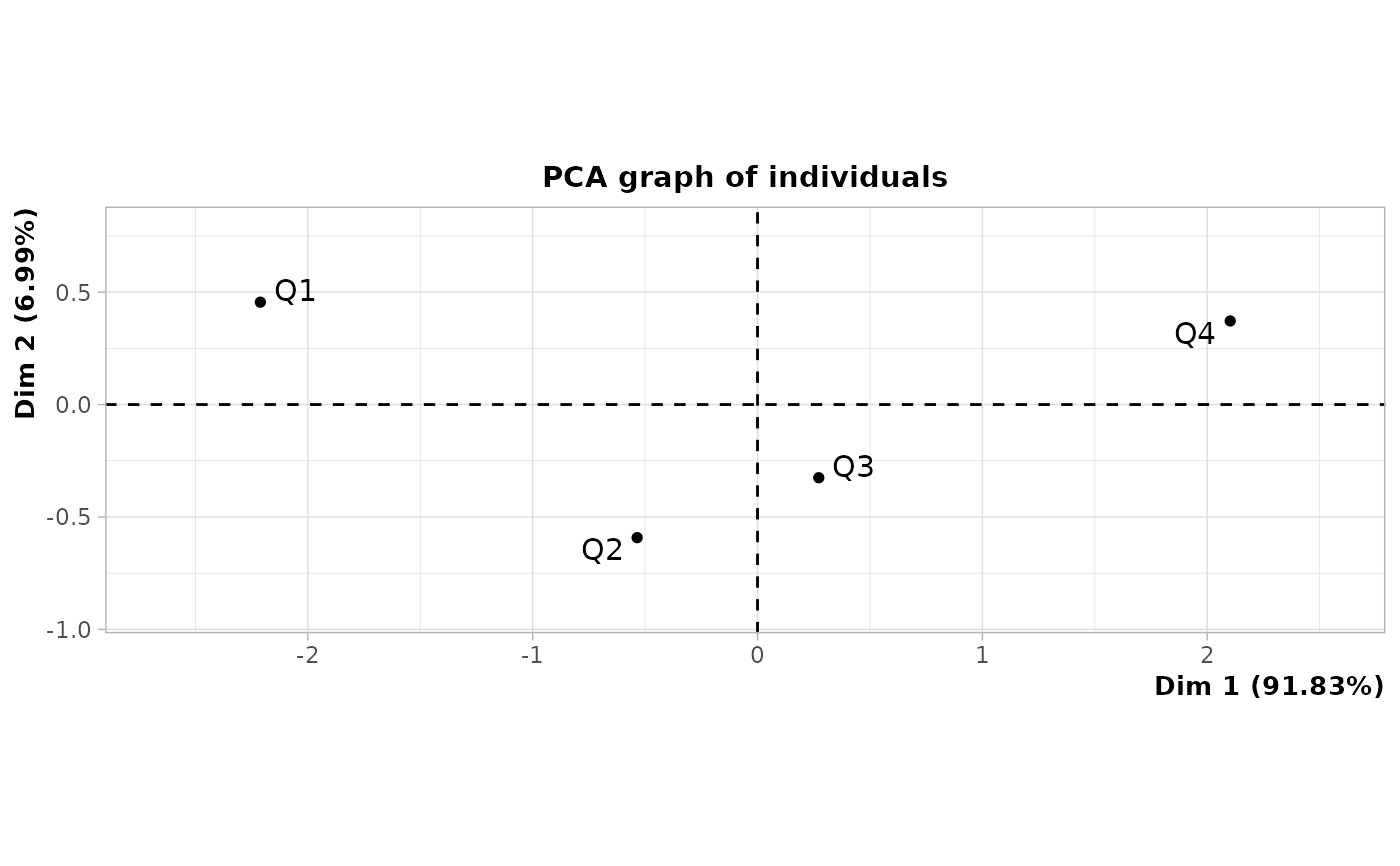 PCA graph of individuals
Dim 2 (6.99%)
0.5
0.0
-0.5
-1.0
Q1
Q4
Q3
Q2
-2
-1
0
1
2
Dim 1 (91.83%)